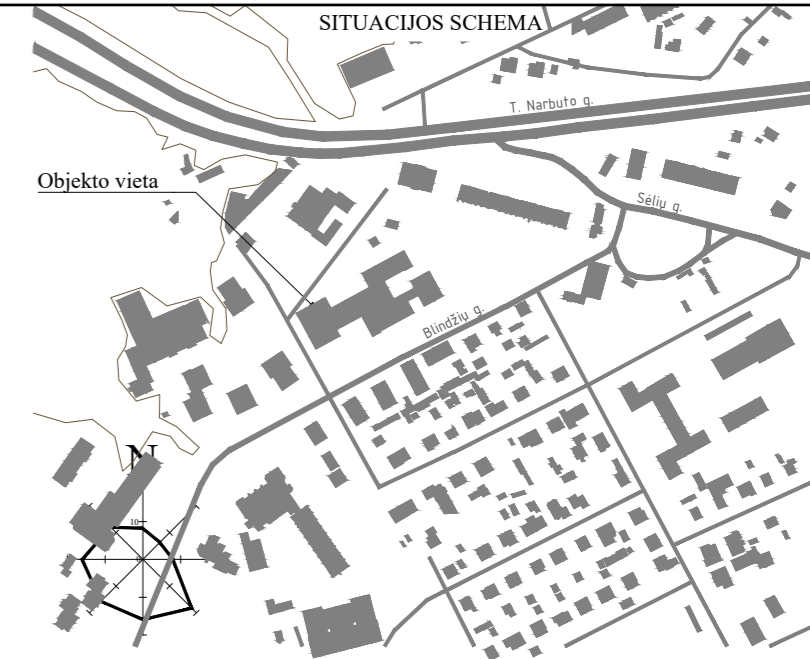 SITUACIJOS SCHEMA
T. Narbuto g.
Objekto vieta
Sėlių g.
Blindžių g.
N
10